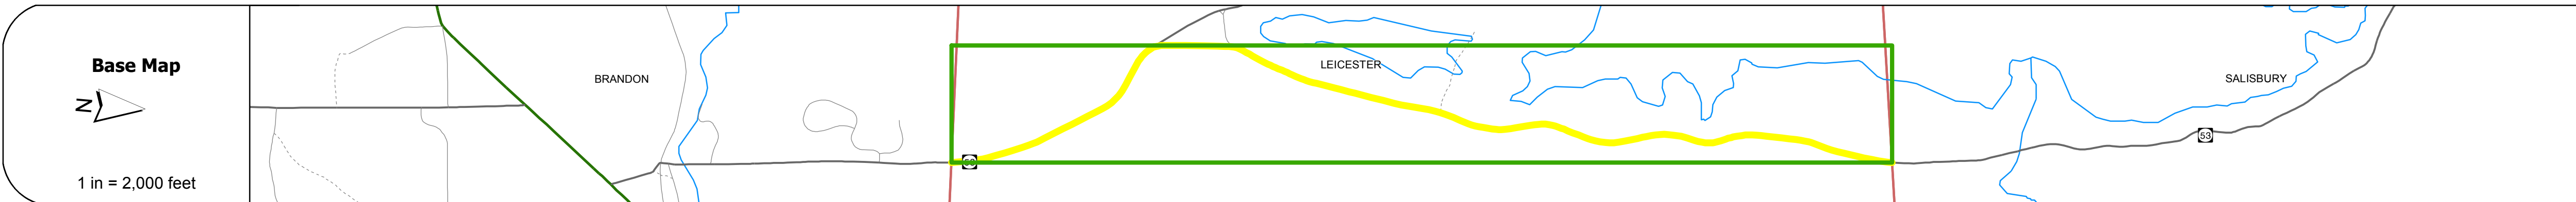 Base Map
N
1 in = 2,000 feet
BRANDON
LEICESTER
SALISBURY
53